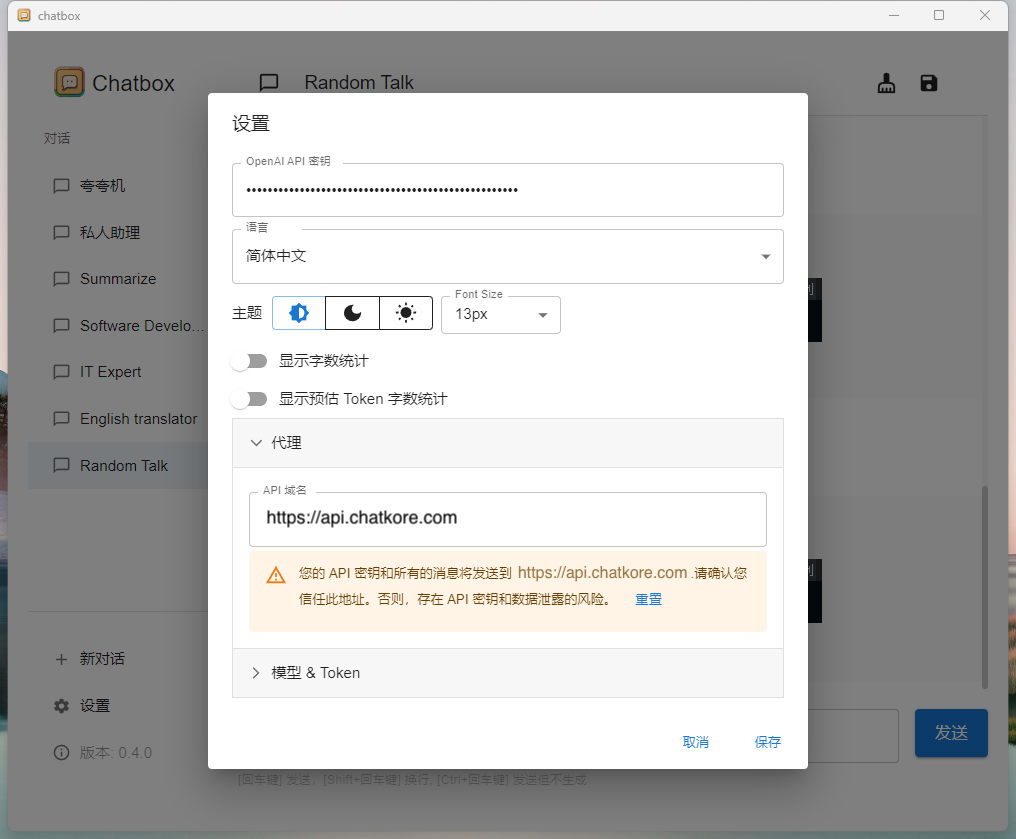 chatbox
Chatbox
Random Talk
对话
夸夸机
私人助理
Summarize
Software Develo...
IT Expert
English translator
Random Talk
新对话
设置
版本: 0.4.0
设置
OpenAI API 密钥
••••••••••••••••••••••••••••••••••••••••••••••••••••
语言
简体中文
主题
Font Size
13px
显示字数统计
显示预估 Token 字数统计
代理
API 域名
https://api.chatkore.com
您的 API 密钥和所有的消息将发送到 https://api.chatkore.com .请确认您
信任此地址。否则，存在 API 密钥和数据泄露的风险。 重置
模型 & Token
取消 保存
发送
[回车键] 发送，[Shift+回车键] 换行, [Ctrl+回车键] 发送但不生成